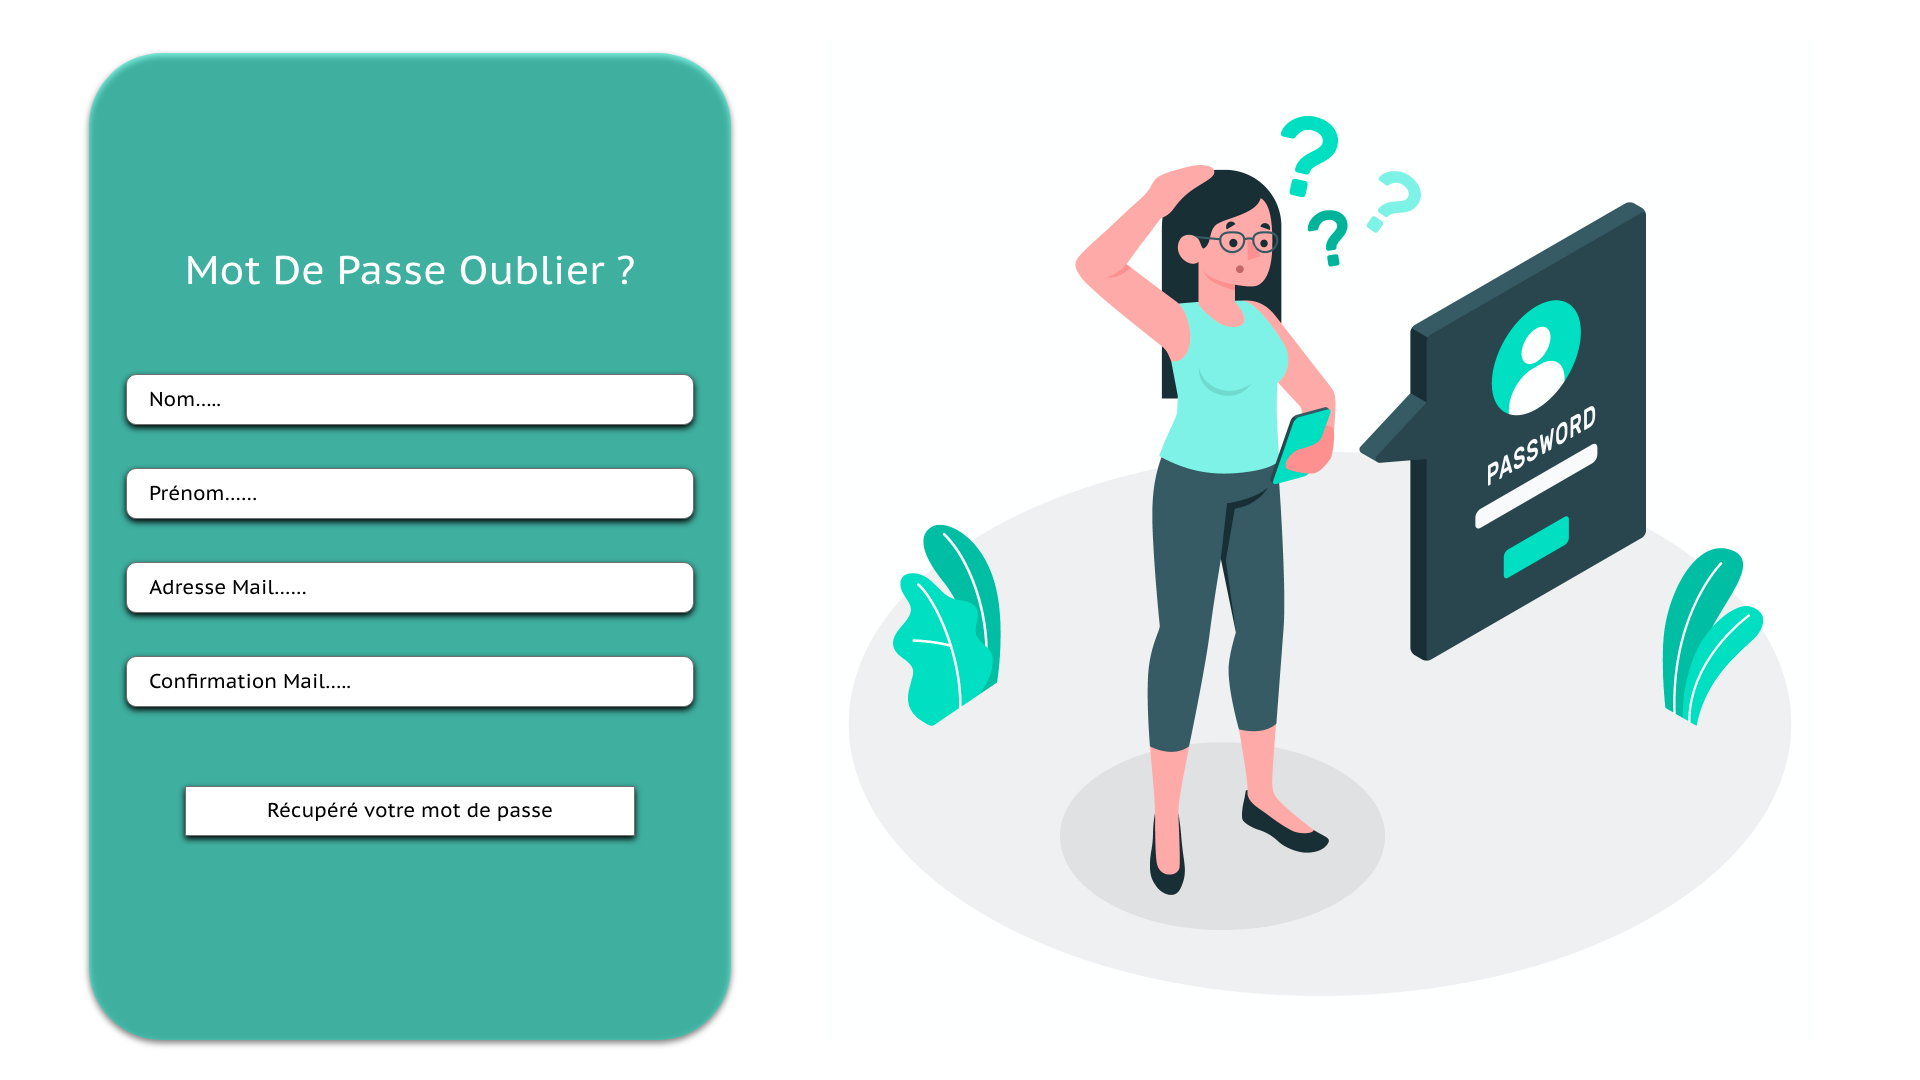 Mot De Passe Oublier ?
Nom.....
Prénom......
Adresse Mail......
Confirmation Mail.....
Récupéré votre mot de passe
? ? ?
PASSWORD